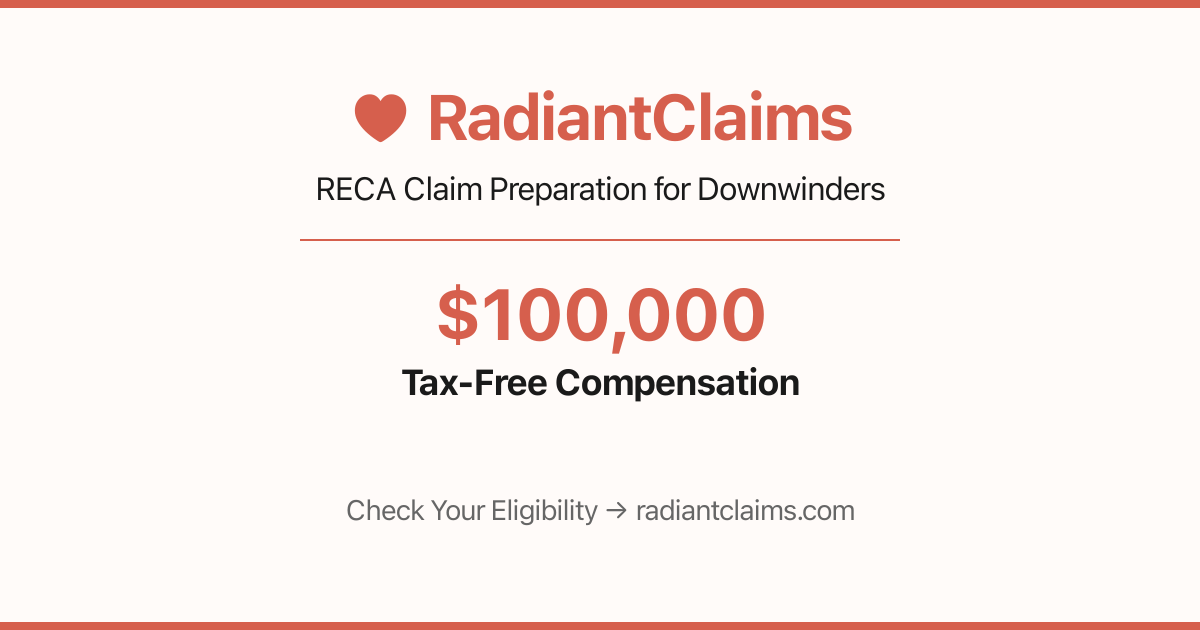 RadiantClaims
RECA Claim Preparation for Downwinders
$100,000
Tax-Free Compensation
Check Your Eligibility → radiantclaims.com